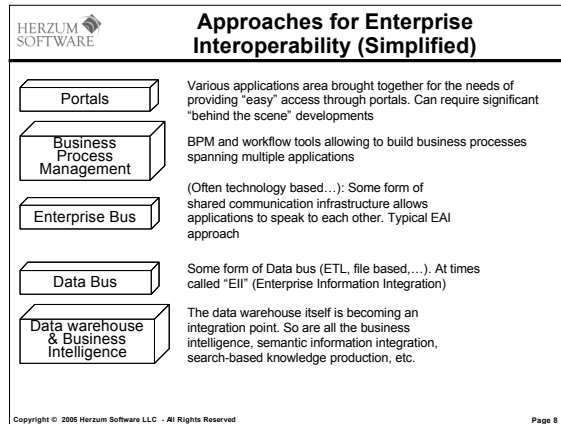 HERZUM
SOFTWARE
Approaches for Enterprise
Interoperability (Simplified)
Portals
Various applications area brought together for the needs of
providing “easy” access through portals. Can require significant
“behind the scene” developments
Business
Process
Management
BPM and workflow tools allowing to build business processes
spanning multiple applications
Enterprise Bus
(Often technology based…): Some form of
shared communication infrastructure allows
applications to speak to each other. Typical EAI
approach
Data Bus
Some form of Data bus (ETL, file based,…). At times
called “EII” (Enterprise Information Integration)
Data warehouse
& Business
Intelligence
The data warehouse itself is becoming an
integration point. So are all the business
intelligence, semantic information integration,
search-based knowledge production, etc.
Copyright © 2005 Herzum Software LLC - All Rights Reserved
Page 8